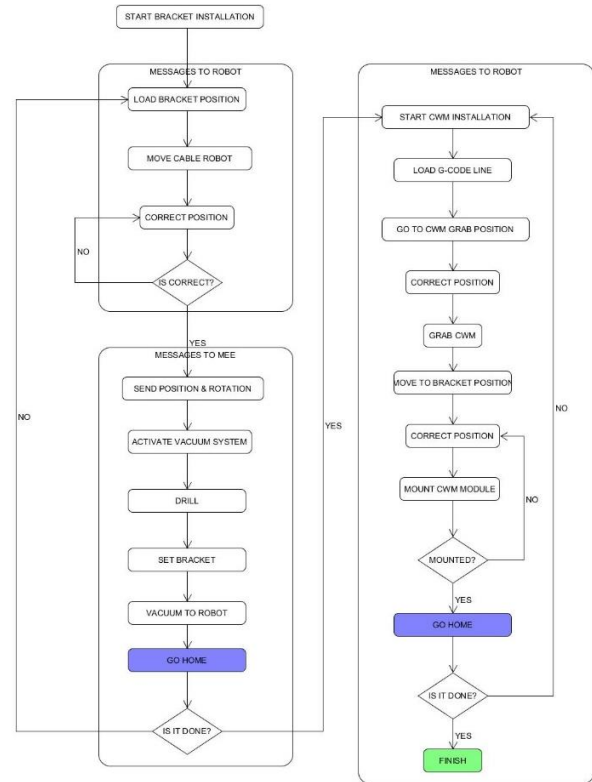 START BRACKET INSTALLATION
MESSAGES TO ROBOT
LOAD BRACKET POSITION
MOVE CABLE ROBOT
CORRECT POSITION
NO
IS CORRECT?
YES
MESSAGES TO MEE
SEND POSITION & ROTATION
NO
ACTIVATE VACUUM SYSTEM
DRILL
SET BRACKET
VACUUM TO ROBOT
GO HOME
IS IT DONE?
YES
MESSAGES TO ROBOT
START CWM INSTALLATION
LOAD G-CODE LINE
GO TO CWM GRAB POSITION
CORRECT POSITION
GRAB CWM
MOVE TO BRACKET POSITION
NO
CORRECT POSITION
MOUNT CWM MODULE
NO
MOUNTED?
YES
GO HOME
IS IT DONE?
YES
FINISH